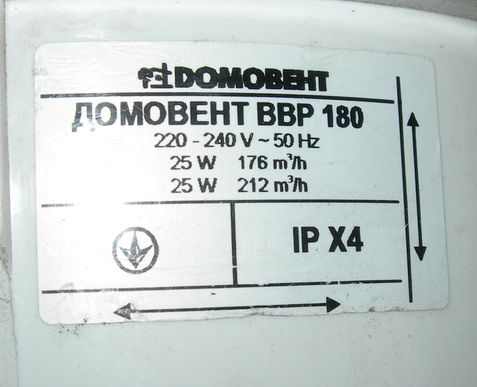 ДОМОВЕНТ
ДОМОВЕНТ ВВР 180
220 - 240 V ~ 50 Hz
25 W 176 m³/h
25 W 212 m³/h
IP X4